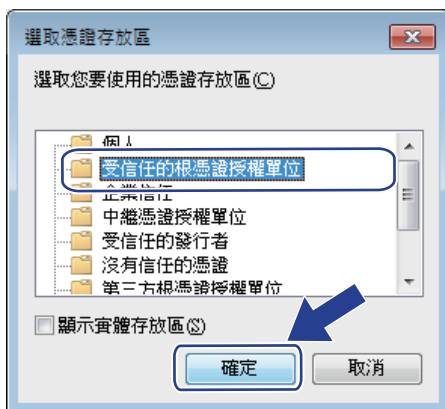 選取憑證存放區
選取您要使用的憑證存放區(C)
個人
受信任的根憑證授權單位
企業信任
中繼憑證授權單位
受信任的發行者
沒有信任的憑證
第三方根憑證授權單位
顯示實體存放區(S)
確定
取消